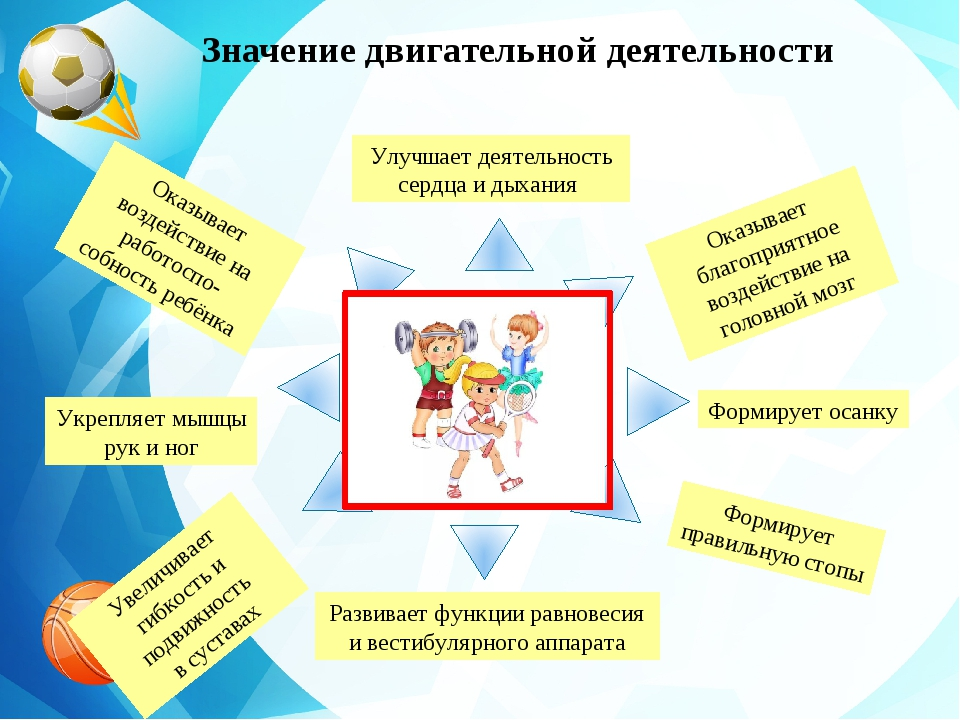 Значение двигательной деятельности
Улучшает деятельность
сердца и дыхания
Оказывает
воздействие на
работоспо-
собность ребёнка
Оказывает
благоприятное
воздействие на
головной мозг
Укрепляет мышцы
рук и ног
Формирует осанку
Увеличивает
гибкость и
подвижность
в суставах
Формирует
правильную стопы
Развивает функции равновесия
и вестибулярного аппарата